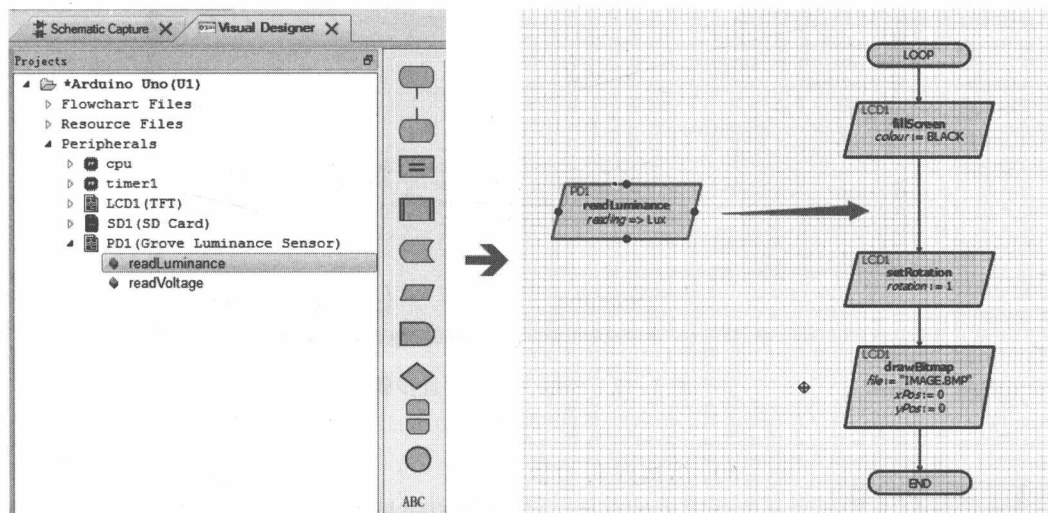 Schematic Capture
Visual Designer
Projects
*Arduino Uno(U1)
Flowchart Files
Resource Files
Peripherals
cpu
timer1
LCD1(TFT)
SD1(SD Card)
PD1(Grove Luminance Sensor)
readLuminance
readVoltage
ABC
PD1
readLuminance
reading => Lux
LOOP
LCD1
fillScreen
colour := BLACK
LCD1
setRotation
rotation := 1
LCD1
drawBitmap
file := "IMAGE.BMP"
xPos := 0
yPos := 0
END